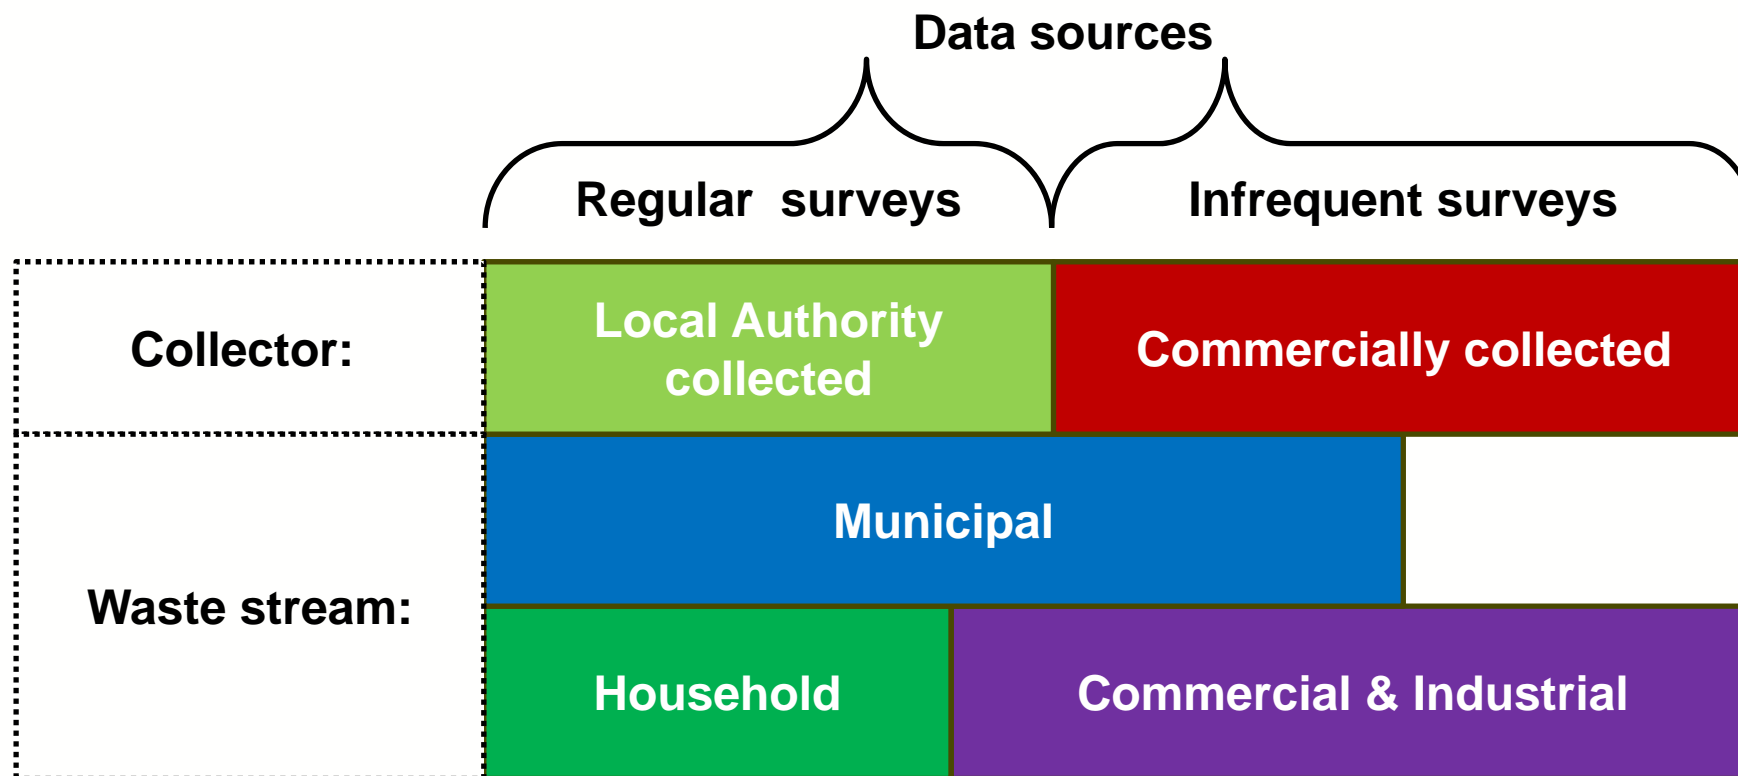 Data sources
Regular surveys
Infrequent surveys
Collector:
Local Authority
collected
Commercially collected
Waste stream:
Municipal
Household
Commercial & Industrial